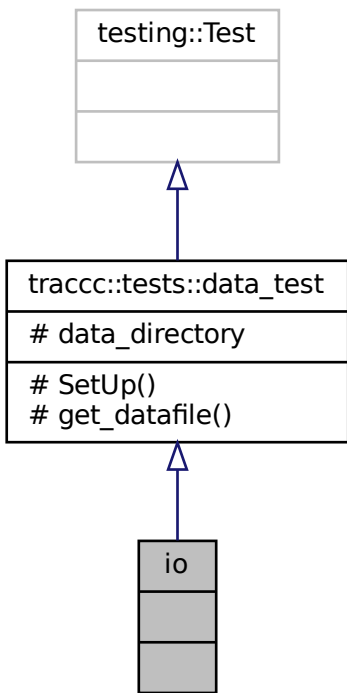 testing::Test
traccc::tests::data_test
# data_directory
# SetUp()
# get_datafile()
io